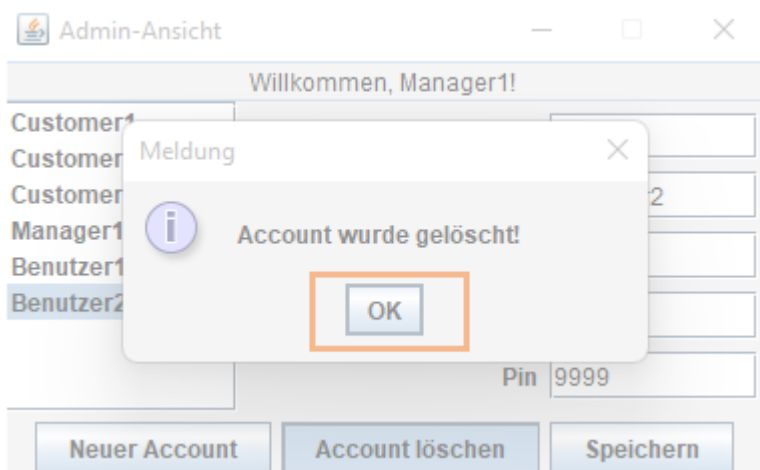 Admin-Ansicht
Willkommen, Manager1!
Customer1
Customer
Customer
Manager1
Benutzer1
Benutzer2
Meldung
Account wurde gelöscht!
OK
Pin 9999
Neuer Account Account löschen Speichern